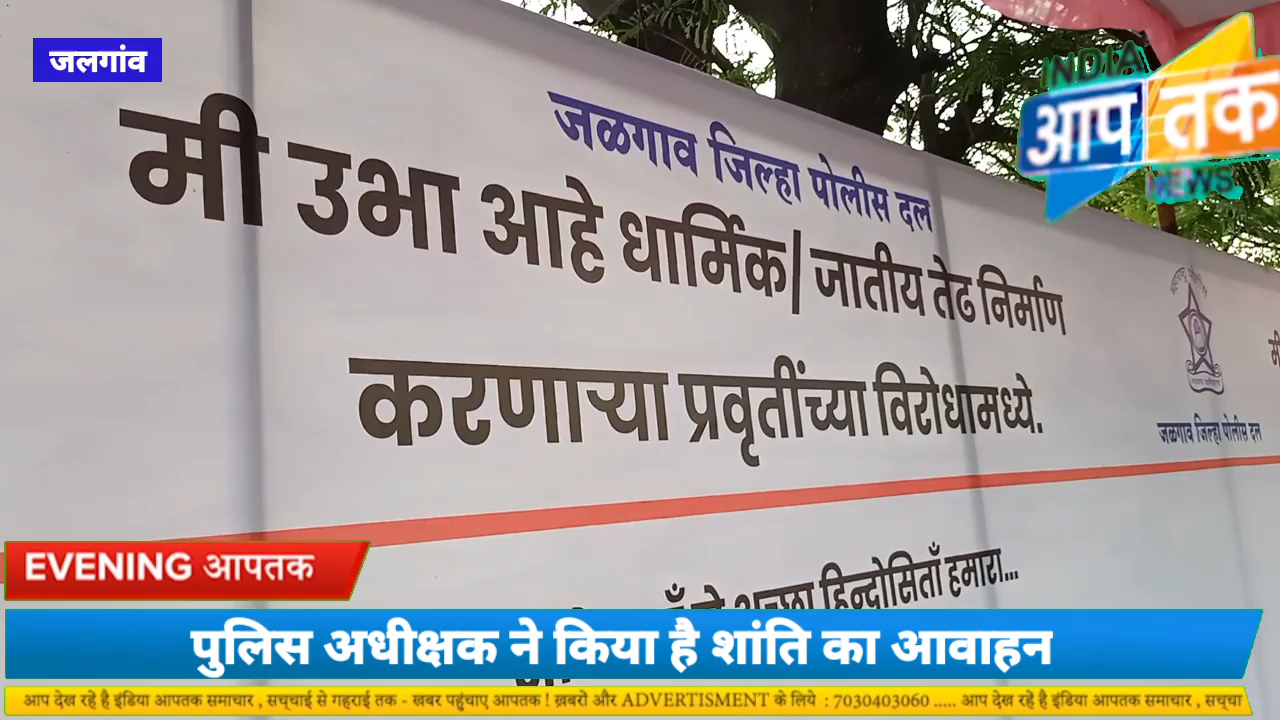 जलगांव
INDIA
आप तक
NEWS
जळगाव जिल्हा पोलीस दल
मी उभा आहे धार्मिक/ जातीय तेढ निर्माण
करणाऱ्या प्रवृतींच्या विरोधामध्ये.
जळगाव जिल्हा पोलीस दल
अच्छा हिन्दोसिताँ हमारा...
EVENING आपतक
पुलिस अधीक्षक ने किया है शांति का आवाहन
आप देख रहे है इंडिया आपतक समाचार , सच्चाई से गहराई तक - खबर पहुंचाए आपतक ! ख़बरों और ADVERTISMENT के लिये : 7030403060 ..... आप देख रहे है इंडिया आपतक समाचार , सच्चा